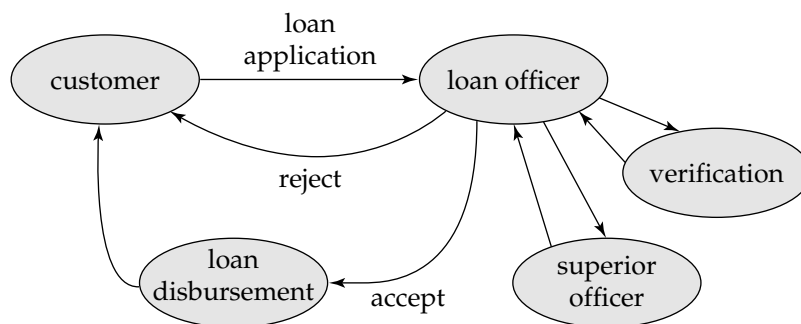 loan
application
customer
loan officer
reject
verification
loan
disbursement
accept
superior
officer